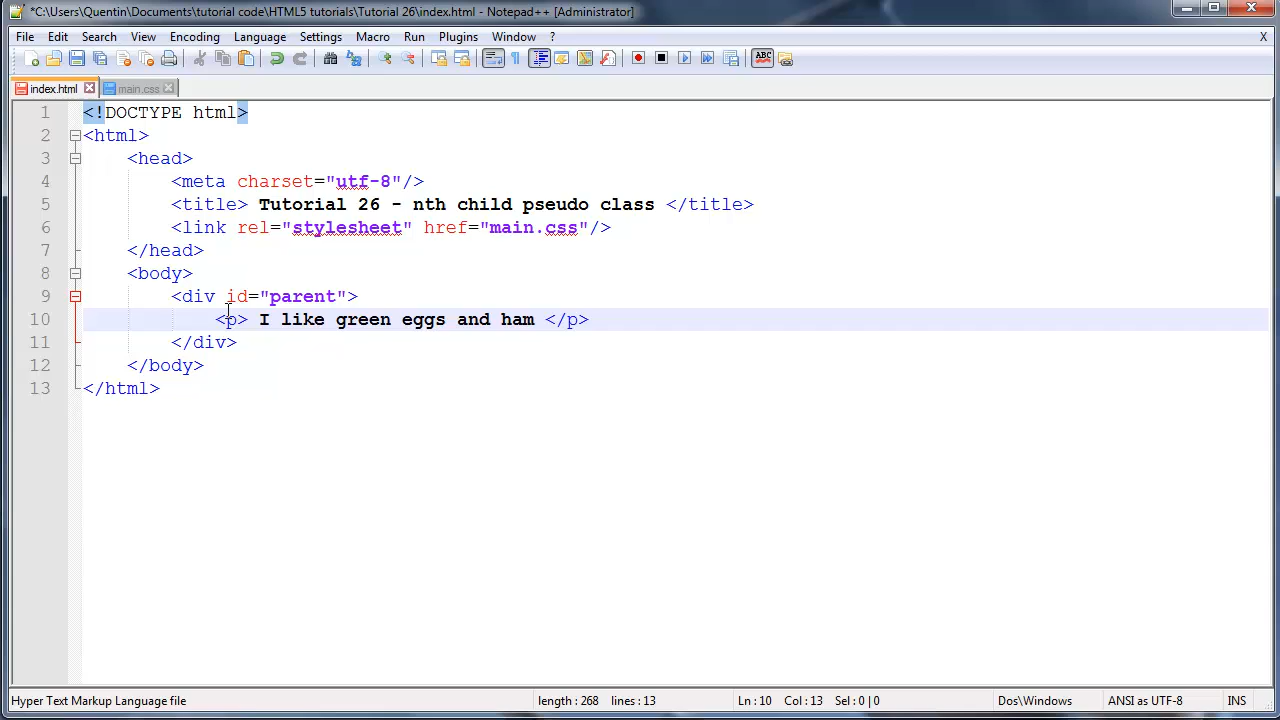 *C:\Users\Quentin\Documents\tutorial code\HTML5 tutorials\Tutorial 26\index.html - Notepad++ [Administrator]
File Edit Search View Encoding Language Settings Macro Run Plugins Window ? X
index.html main.css
1 <!DOCTYPE html>
2 <html>
3 <head>
4 <meta charset="utf-8"/>
5 <title> Tutorial 26 - nth child pseudo class </title>
6 <link rel="stylesheet" href="main.css"/>
7 </head>
8 <body>
9 <div id="parent">
10 <p> I like green eggs and ham </p>
11 </div>
12 </body>
13 </html>
Hyper Text Markup Language file length : 268 lines : 13 Ln : 10 Col : 13 Sel : 0 | 0 Dos\Windows ANSI as UTF-8 INS